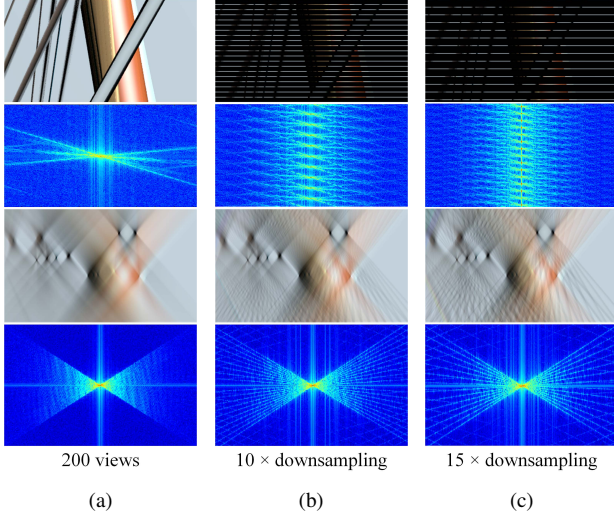 200 views
10 × downsampling
15 × downsampling
(a)
(b)
(c)